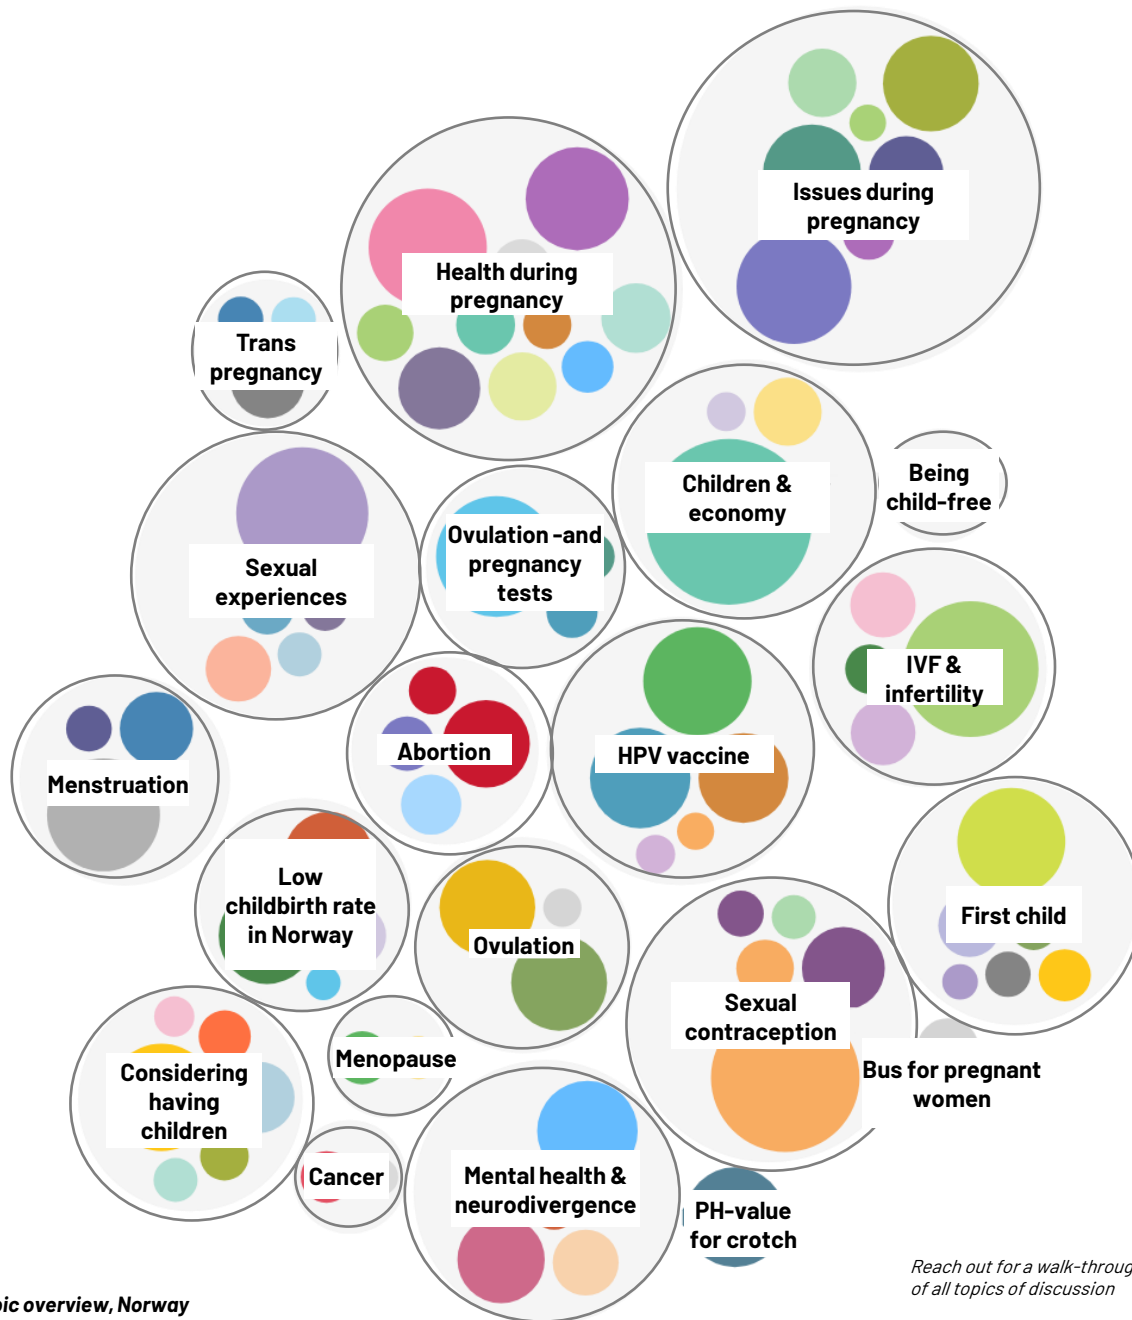 Issues during
pregnancy
Health during
pregnancy
Trans
pregnancy
Children &
economy
Being
child-free
Sexual
experiences
Ovulation -and
pregnancy
tests
IVF &
infertility
Abortion
HPV vaccine
Menstruation
Low
childbirth rate
in Norway
Ovulation
First child
Sexual
contraception
Menopause
Bus for pregnant
women
Considering
having
children
Cancer
Mental health &
neurodivergence
PH-value
for crotch
Reach out for a walk-throug
of all topics of discussion
pic overview, Norway